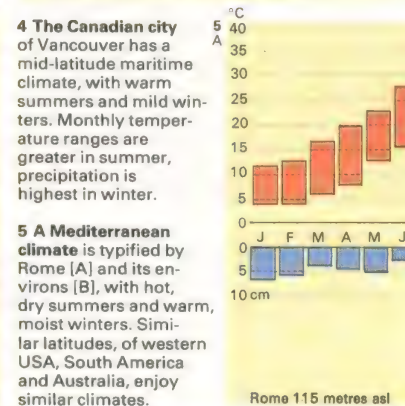 4 The Canadian city
of Vancouver has a
mid-latitude maritime
climate, with warm
summers and mild win-
ters. Monthly temper-
ature ranges are
greater in summer,
precipitation is
highest in winter.
5 A Mediterranean
climate is typified by
Rome [A] and its en-
virons [B], with hot,
dry summers and warm,
moist winters. Simi-
lar latitudes, of western
USA, South America
and Australia, enjoy
similar climates.
5
A
°C
40
35
30
25
20
15
10
5
0
J F M A M J
0
5
10 cm
Rome 115 metres asl